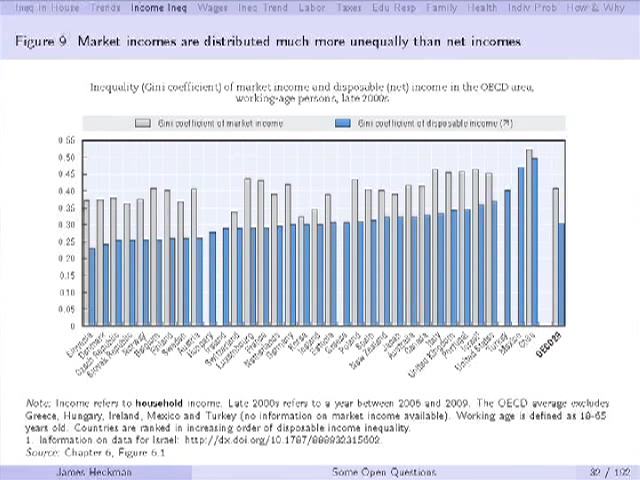 Ineq in House Trends Income Ineq Wages Ineq Trend Labor Taxes Edu Resp Family Health Indiv Prob How & Why
Figure 9 Market incomes are distributed much more unequally than net incomes
Inequality (Gini coefficient) of market income and disposable (net) income in the OECD area,
working-age persons, late 2000s
Gini coefficient of market income Gini coefficient of disposable income (↗)
0.55
0.50
0.45
0.40
0.35
0.30
0.25
0.20
0.15
0.10
0.05
0
Slovenia Denmark Czech Republic Slovak Republic Norway Belgium Finland Sweden Austria Hungary Ireland Switzerland Luxembourg France Netherlands Germany Korea Iceland Estonia Greece Poland Spain New Zealand Japan Australia Canada Italy United Kingdom Portugal Israel United States Turkey Mexico Chile
Note: Income refers to household income. Late 2000s refers to a year between 2006 and 2009. The OECD average excludes
Greece, Hungary, Ireland, Mexico and Turkey (no information on market income available). Working age is defined as 18-65
years old. Countries are ranked in increasing order of disposable income inequality.
1. Information on data for Israel: http://dx.doi.org/10.1787/888932315602.
Source: Chapter 6, Figure 6.1
James Heckman Some Open Questions